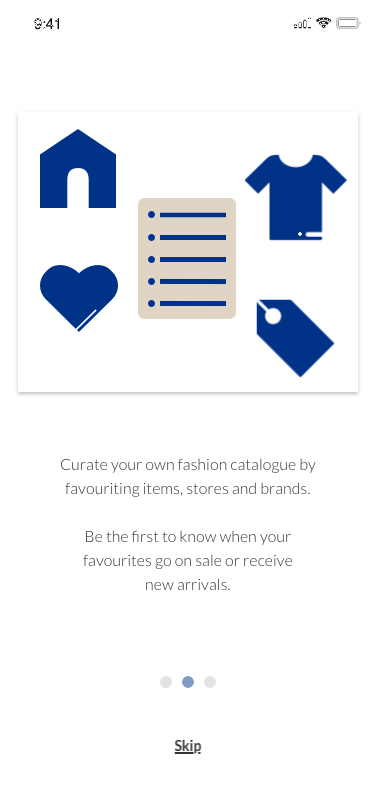 9:41
Curate your own fashion catalogue by
favouriting items, stores and brands.
Be the first to know when your
favourites go on sale or receive
new arrivals.
Skip